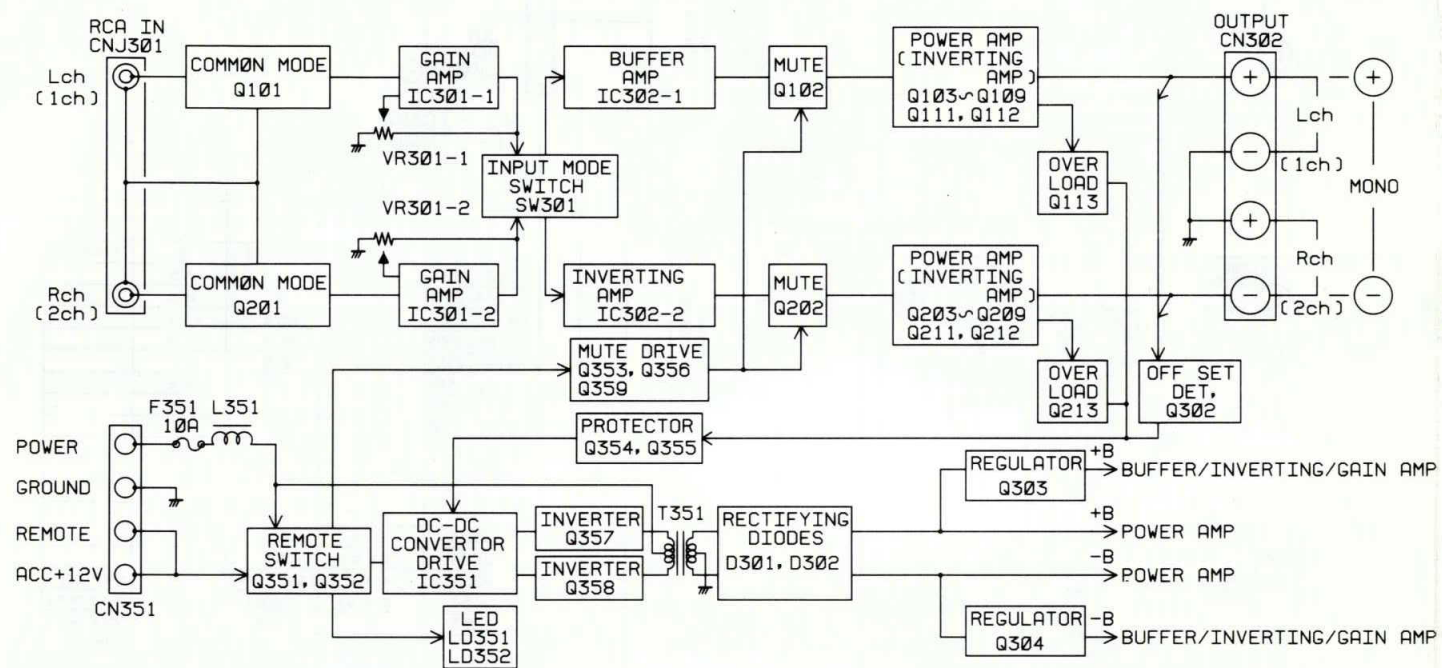 RCA IN
CNJ301
Lch
(1ch)
Rch
(2ch)
COMMØN MODE
Q101
GAIN
AMP
IC301-1
VR301-1
BUFFER
AMP
IC302-1
MUTE
Q102
POWER AMP
(INVERTING
AMP)
Q103~Q109
Q111, Q112
OVER
LOAD
Q113
OUTPUT
CN302
+
−
+
−
Lch
(1ch)
Rch
(2ch)
+
MONO
−
INPUT MODE
SWITCH
SW301
VR301-2
COMMØN MODE
Q201
GAIN
AMP
IC301-2
INVERTING
AMP
IC302-2
MUTE
Q202
POWER AMP
(INVERTING
AMP)
Q203~Q209
Q211, Q212
OVER
LOAD
Q213
OFF SET
DET,
Q302
MUTE DRIVE
Q353, Q356
Q359
PROTECTOR
Q354, Q355
F351
10A
L351
POWER
GROUND
REMOTE
ACC+12V
CN351
REMOTE
SWITCH
Q351, Q352
DC-DC
CONVERTOR
DRIVE
IC351
INVERTER
Q357
INVERTER
Q358
T351
RECTIFYING
DIODES
D301, D302
LED
LD351
LD352
REGULATOR
Q303
+B
BUFFER/INVERTING/GAIN AMP
+B
POWER AMP
-B
POWER AMP
REGULATOR
Q304
-B
BUFFER/INVERTING/GAIN AMP